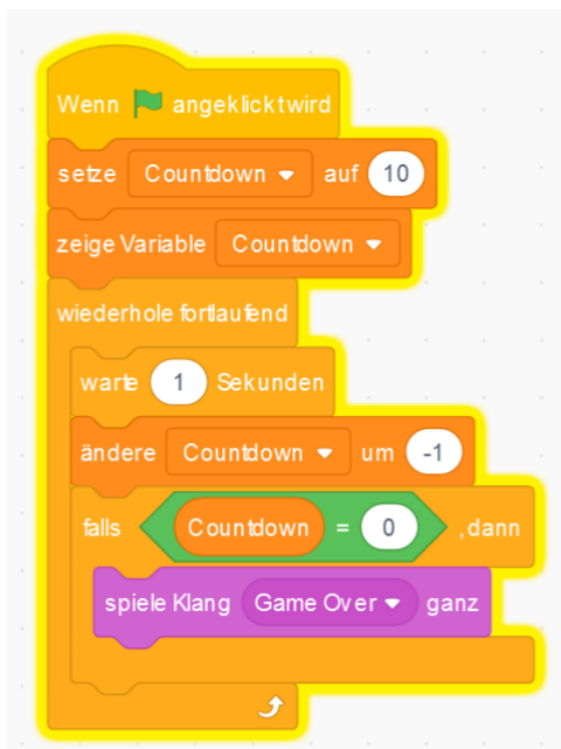 Wenn angeklickt wird
setze Countdown auf 10
zeige Variable Countdown
wiederhole fortlaufend
warte 1 Sekunden
ändere Countdown um -1
falls Countdown = 0 , dann
spiele Klang Game Over ganz